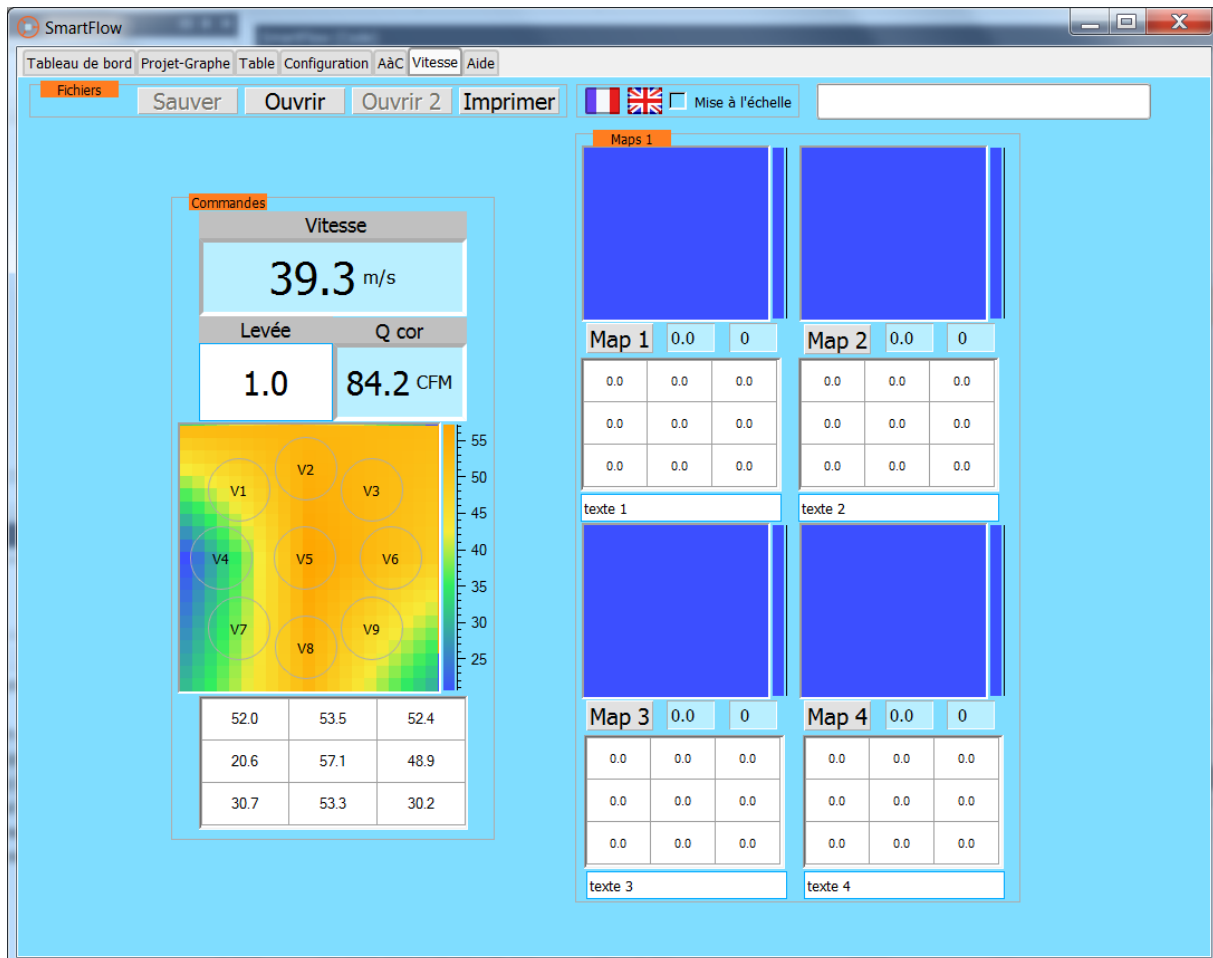 SmartFlow
Tableau de bord Projet-Graphe Table Configuration AàC Vitesse Aide
Fichiers
Sauver Ouvrir Ouvrir 2 Imprimer Mise à l'échelle
Maps 1
Commandes
Vitesse
39.3 m/s
Levée Q cor
1.0 84.2 CFM
Map 1 0.0 0 Map 2 0.0 0
0.0 0.0 0.0 0.0 0.0 0.0
0.0 0.0 0.0 0.0 0.0 0.0
0.0 0.0 0.0 0.0 0.0 0.0
texte 1 texte 2
V1 V2 V3
V4 V5 V6
V7 V8 V9
55
50
45
40
35
30
25
52.0 53.5 52.4
20.6 57.1 48.9
30.7 53.3 30.2
Map 3 0.0 0 Map 4 0.0 0
0.0 0.0 0.0 0.0 0.0 0.0
0.0 0.0 0.0 0.0 0.0 0.0
0.0 0.0 0.0 0.0 0.0 0.0
texte 3 texte 4